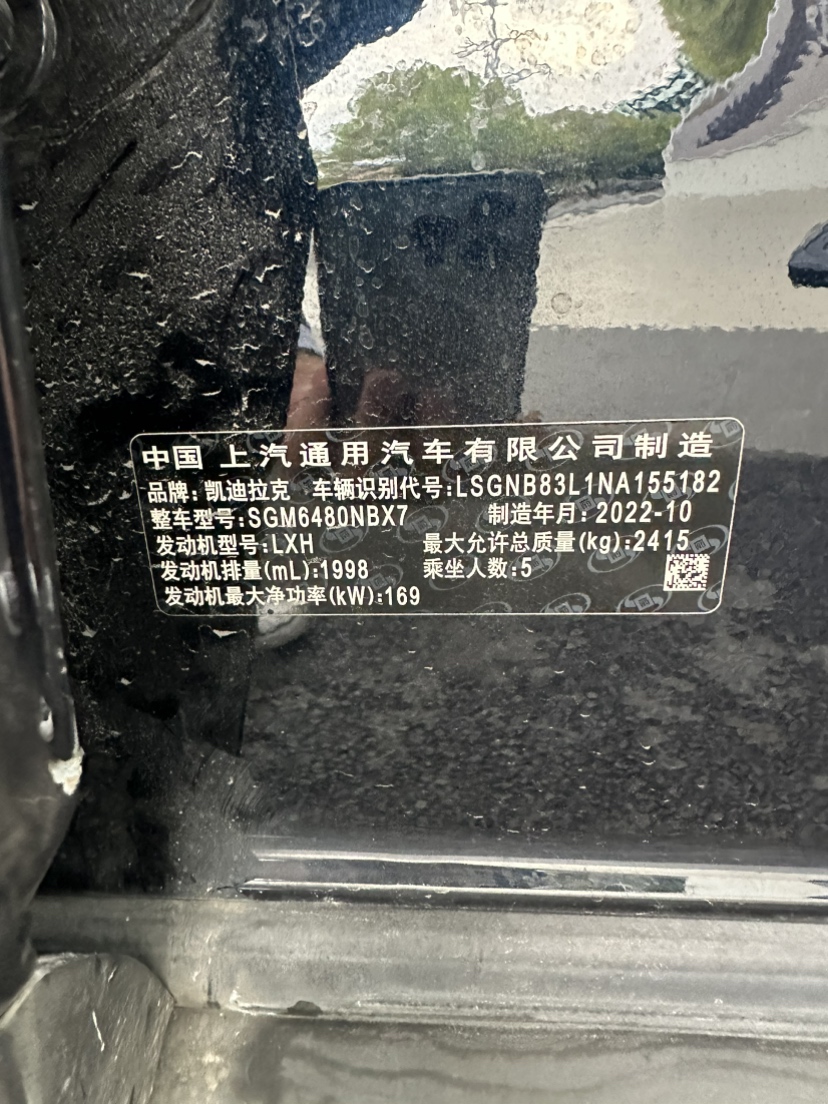 中国 上汽通用汽车有限公司制造
品牌:凯迪拉克 车辆识别代号:LSGNB83L1NA155182
整车型号:SGM6480NBX7 制造年月:2022-10
发动机型号:LXH 最大允许总质量(kg):2415
发动机排量(mL):1998 乘坐人数:5
发动机最大净功率(kW):169